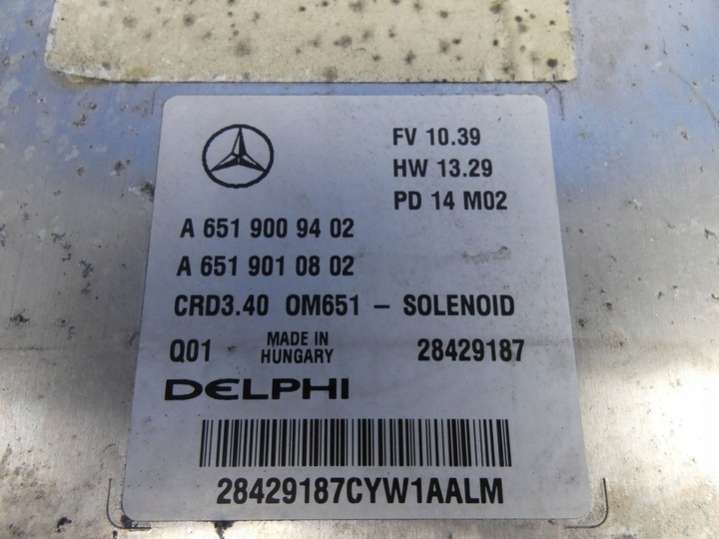 FV 10.39
HW 13.29
PD 14 M02
A 651 900 94 02
A 651 901 08 02
CRD3.40 OM651 - SOLENOID
Q01 MADE IN HUNGARY 28429187
DELPHI
28429187CYW1AALM